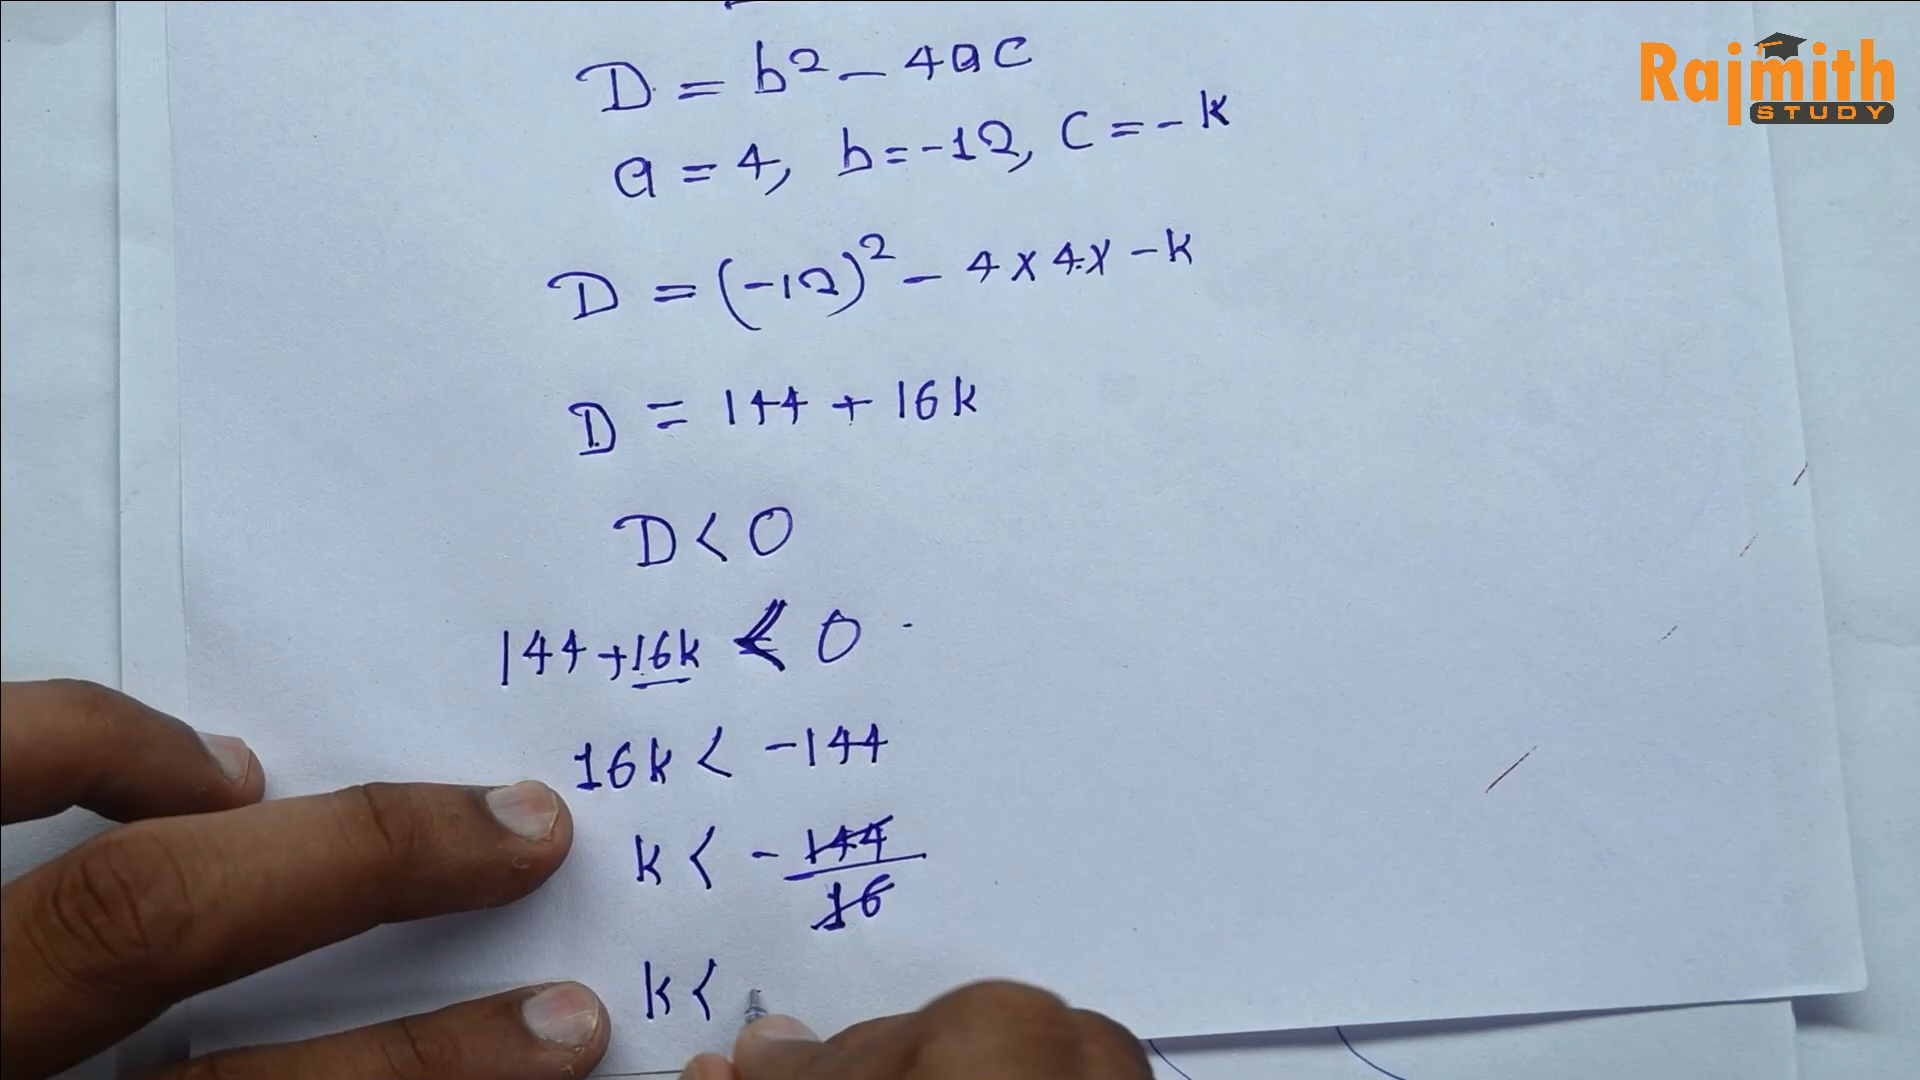 Rajmith
STUDY
D = b² - 4ac
a = 4, b = -12, c = -k
D = (-12)² - 4 x 4 x -k
D = 144 + 16k
D < 0
144 + 16k < 0
16k < -144
k < - 144/16
k <